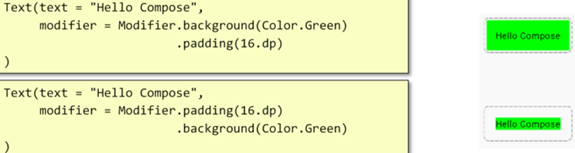 Text(text = "Hello Compose",
modifier = Modifier.background(Color.Green)
.padding(16.dp)
)
Hello Compose
Text(text = "Hello Compose",
modifier = Modifier.padding(16.dp)
.background(Color.Green)
)
Hello Compose